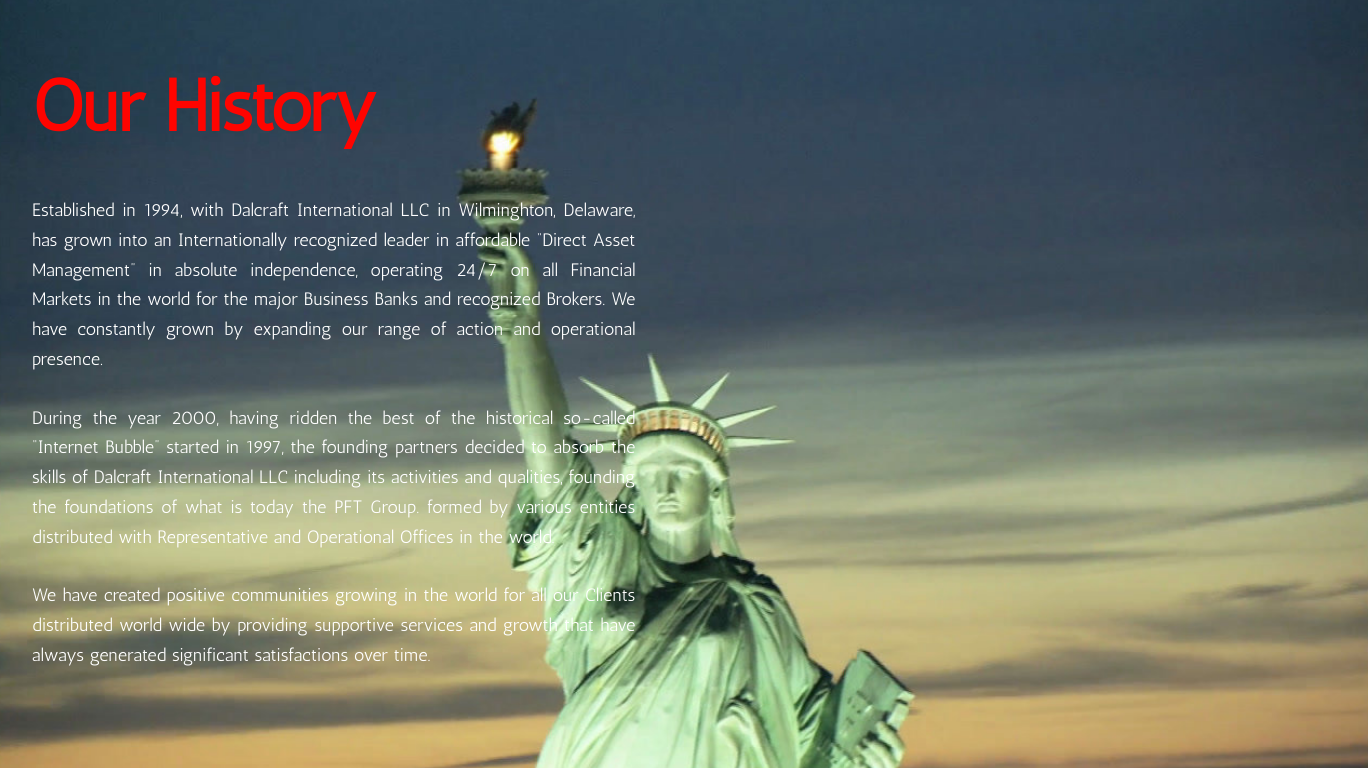 Our History
Established in 1994, with Dalcraft International LLC in Wilminghton, Delaware,
has grown into an Internationally recognized leader in affordable "Direct Asset
Management" in absolute independence, operating 24/7 on all Financial
Markets in the world for the major Business Banks and recognized Brokers. We
have constantly grown by expanding our range of action and operational
presence.
During the year 2000, having ridden the best of the historical so-called
"Internet Bubble" started in 1997, the founding partners decided to absorb the
skills of Dalcraft International LLC including its activities and qualities, founding
the foundations of what is today the PFT Group. formed by various entities
distributed with Representative and Operational Offices in the world.
We have created positive communities growing in the world for all our Clients
distributed world wide by providing supportive services and growth that have
always generated significant satisfactions over time.